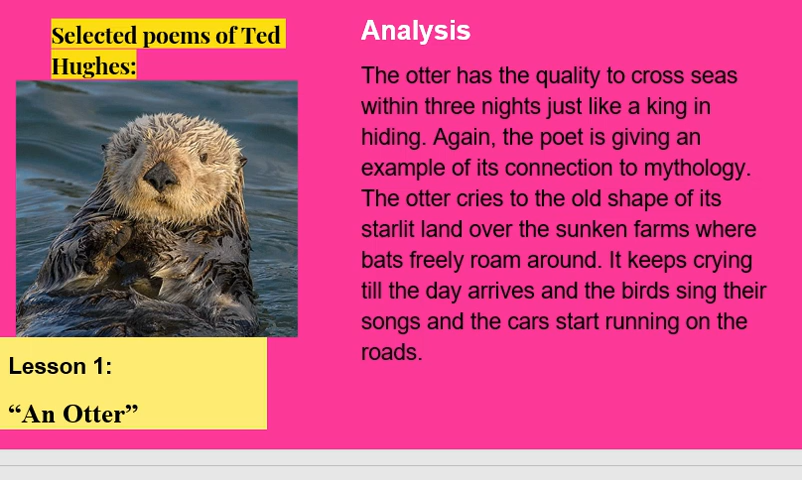 Selected poems of Ted
Hughes:
Lesson 1:
“An Otter”
Analysis
The otter has the quality to cross seas
within three nights just like a king in
hiding. Again, the poet is giving an
example of its connection to mythology.
The otter cries to the old shape of its
starlit land over the sunken farms where
bats freely roam around. It keeps crying
till the day arrives and the birds sing their
songs and the cars start running on the
roads.